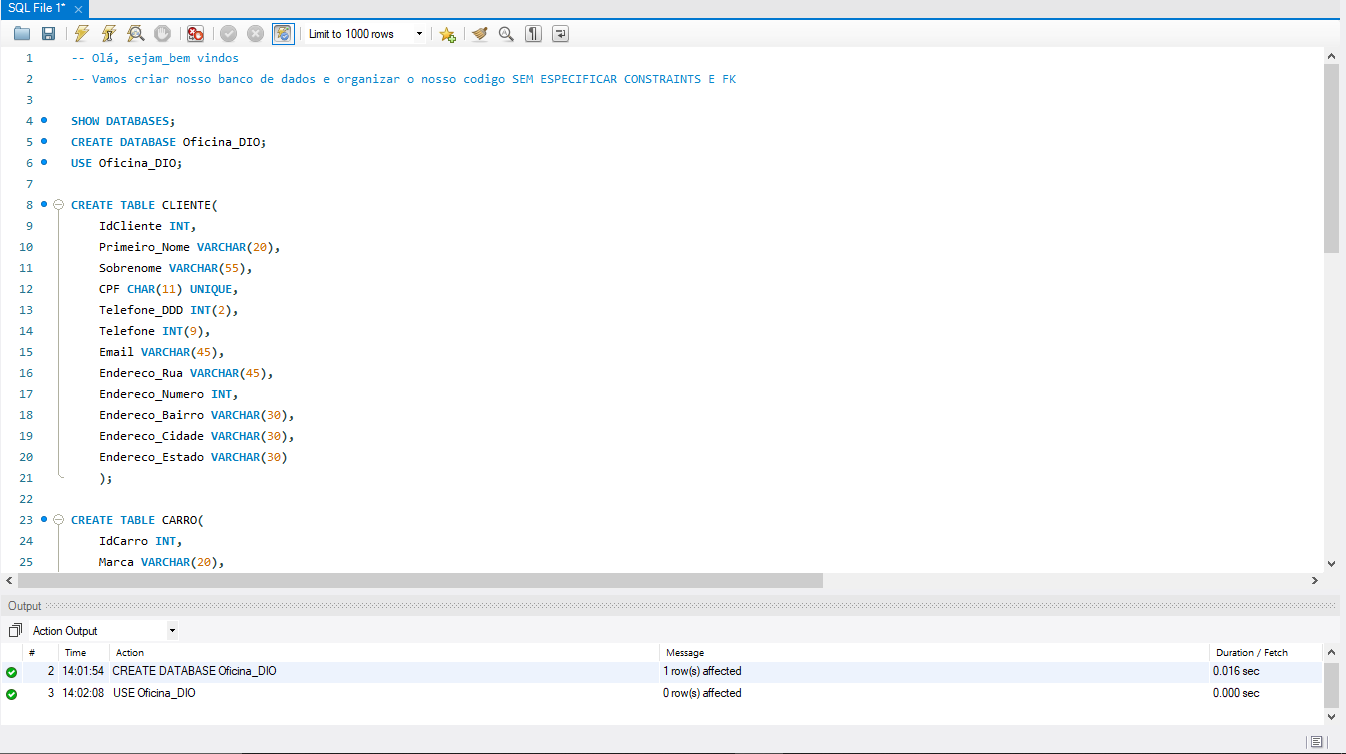 SQL File 1*
Limit to 1000 rows
1 -- Olá, sejam_bem vindos
2 -- Vamos criar nosso banco de dados e organizar o nosso codigo SEM ESPECIFICAR CONSTRAINTS E FK
3
4 SHOW DATABASES;
5 CREATE DATABASE Oficina_DIO;
6 USE Oficina_DIO;
7
8 CREATE TABLE CLIENTE(
9 IdCliente INT,
10 Primeiro_Nome VARCHAR(20),
11 Sobrenome VARCHAR(55),
12 CPF CHAR(11) UNIQUE,
13 Telefone_DDD INT(2),
14 Telefone INT(9),
15 Email VARCHAR(45),
16 Endereco_Rua VARCHAR(45),
17 Endereco_Numero INT,
18 Endereco_Bairro VARCHAR(30),
19 Endereco_Cidade VARCHAR(30),
20 Endereco_Estado VARCHAR(30)
21 );
22
23 CREATE TABLE CARRO(
24 IdCarro INT,
25 Marca VARCHAR(20),
Output
Action Output
# Time Action Message Duration / Fetch
2 14:01:54 CREATE DATABASE Oficina_DIO 1 row(s) affected 0.016 sec
3 14:02:08 USE Oficina_DIO 0 row(s) affected 0.000 sec